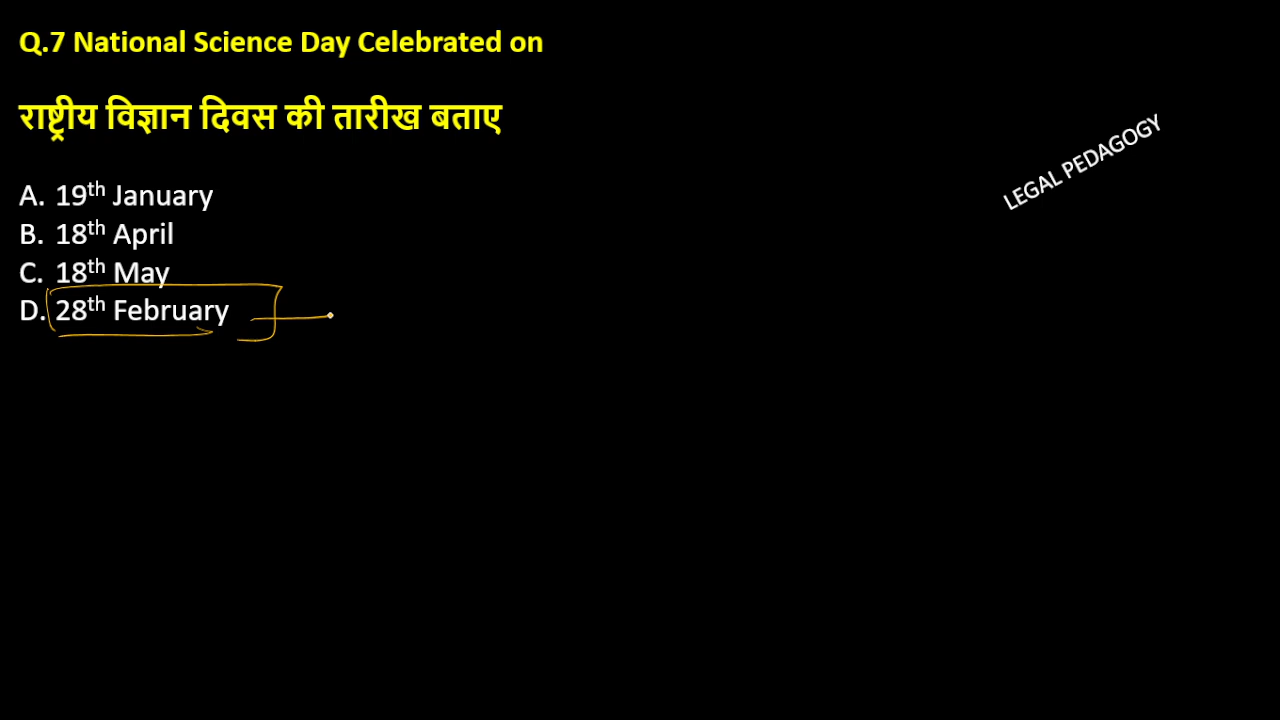 Q.7 National Science Day Celebrated on
राष्ट्रीय विज्ञान दिवस की तारीख बताए
LEGAL PEDAGOGY
A. 19th January
B. 18th April
C. 18th May
D. 28th February